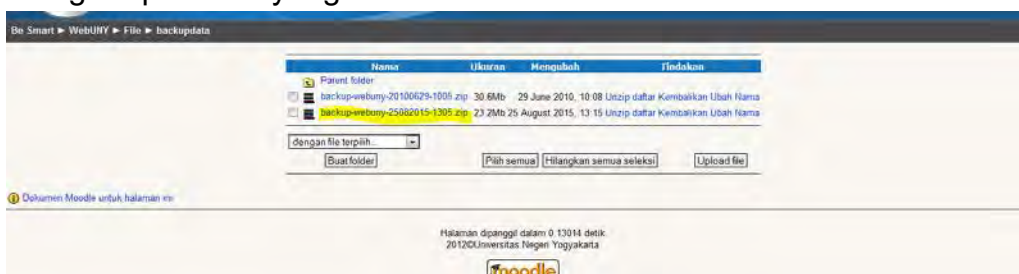 Be Smart ► WebUNY ► File ► backupdata
Nama Ukuran Mengubah Tindakan
Parent folder
backup-webuny-20100629-1005.zip 30.6Mb 29 June 2010, 10:08 Unzip daftar Kembalikan Ubah Nama
backup-webuny-25082015-1305.zip 23.2Mb 25 August 2015, 13:15 Unzip daftar Kembalikan Ubah Nama
dengan file terpilih...
Buat folder Pilih semua Hilangkan semua seleksi Upload file
Dokumen Moodle untuk halaman ini
Halaman dipanggil dalam 0.13014 detik.
2012©Universitas Negeri Yogyakarta
moodle